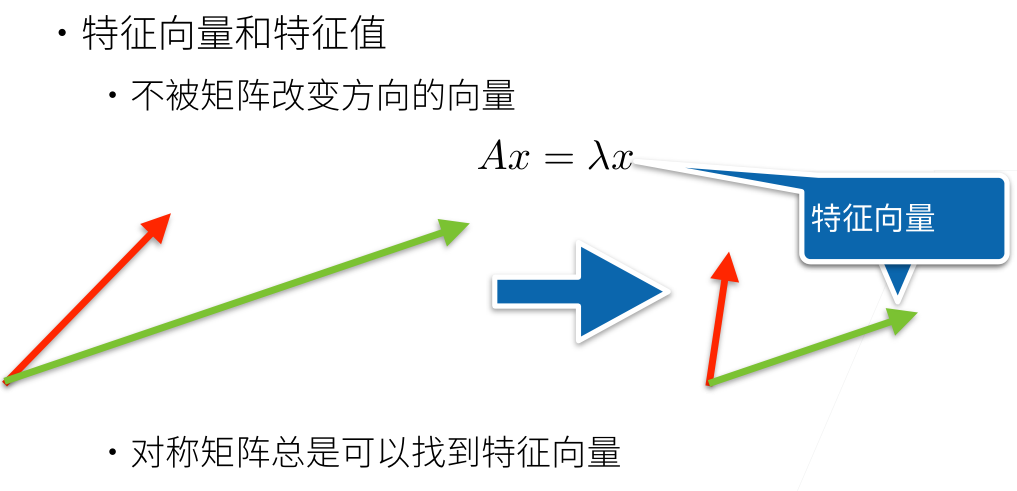 • 特征向量和特征值
• 不被矩阵改变方向的向量
Ax = λx
特征向量
• 对称矩阵总是可以找到特征向量